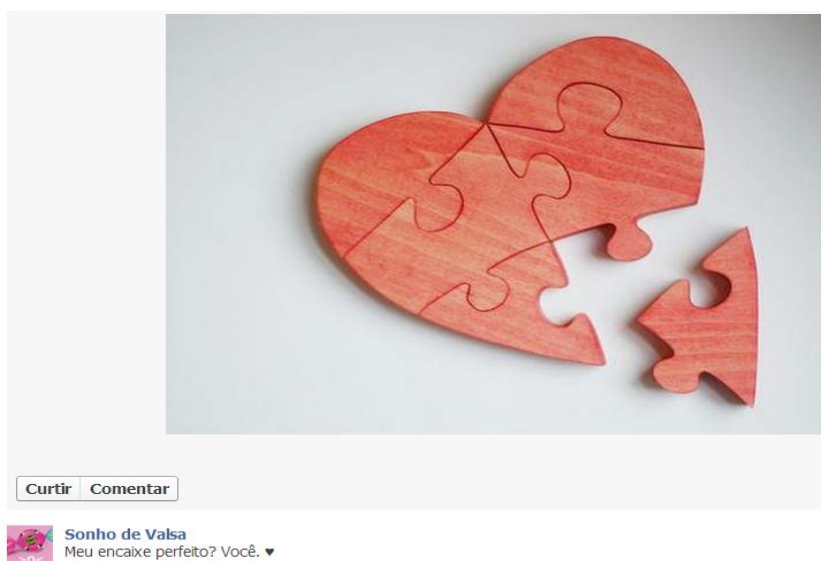 Curtir Comentar
Sonho de Valsa
Meu encaixe perfeito? Você. ♥